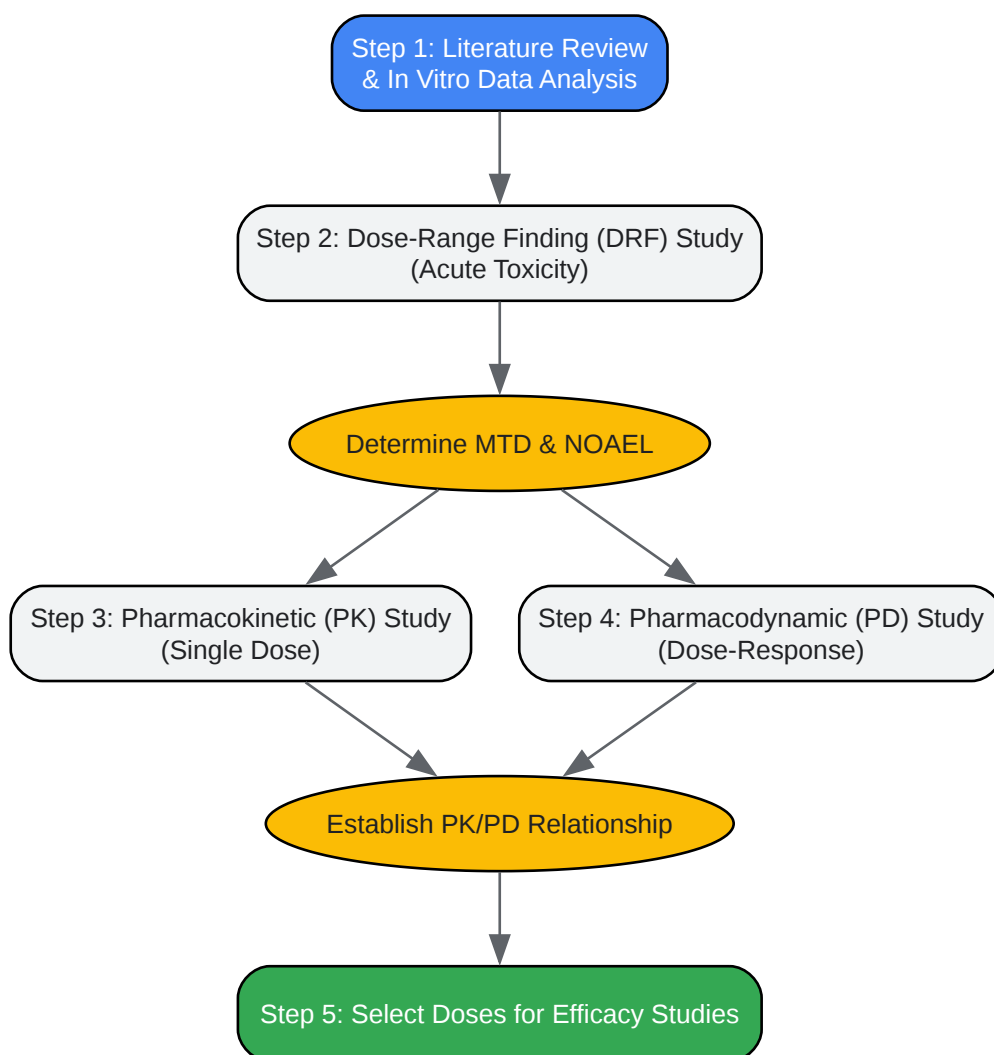 Step 1: Literature Review
& In Vitro Data Analysis
Step 2: Dose-Range Finding (DRF) Study
(Acute Toxicity)
Determine MTD & NOAEL
Step 3: Pharmacokinetic (PK) Study
(Single Dose)
Step 4: Pharmacodynamic (PD) Study
(Dose-Response)
Establish PK/PD Relationship
Step 5: Select Doses for Efficacy Studies